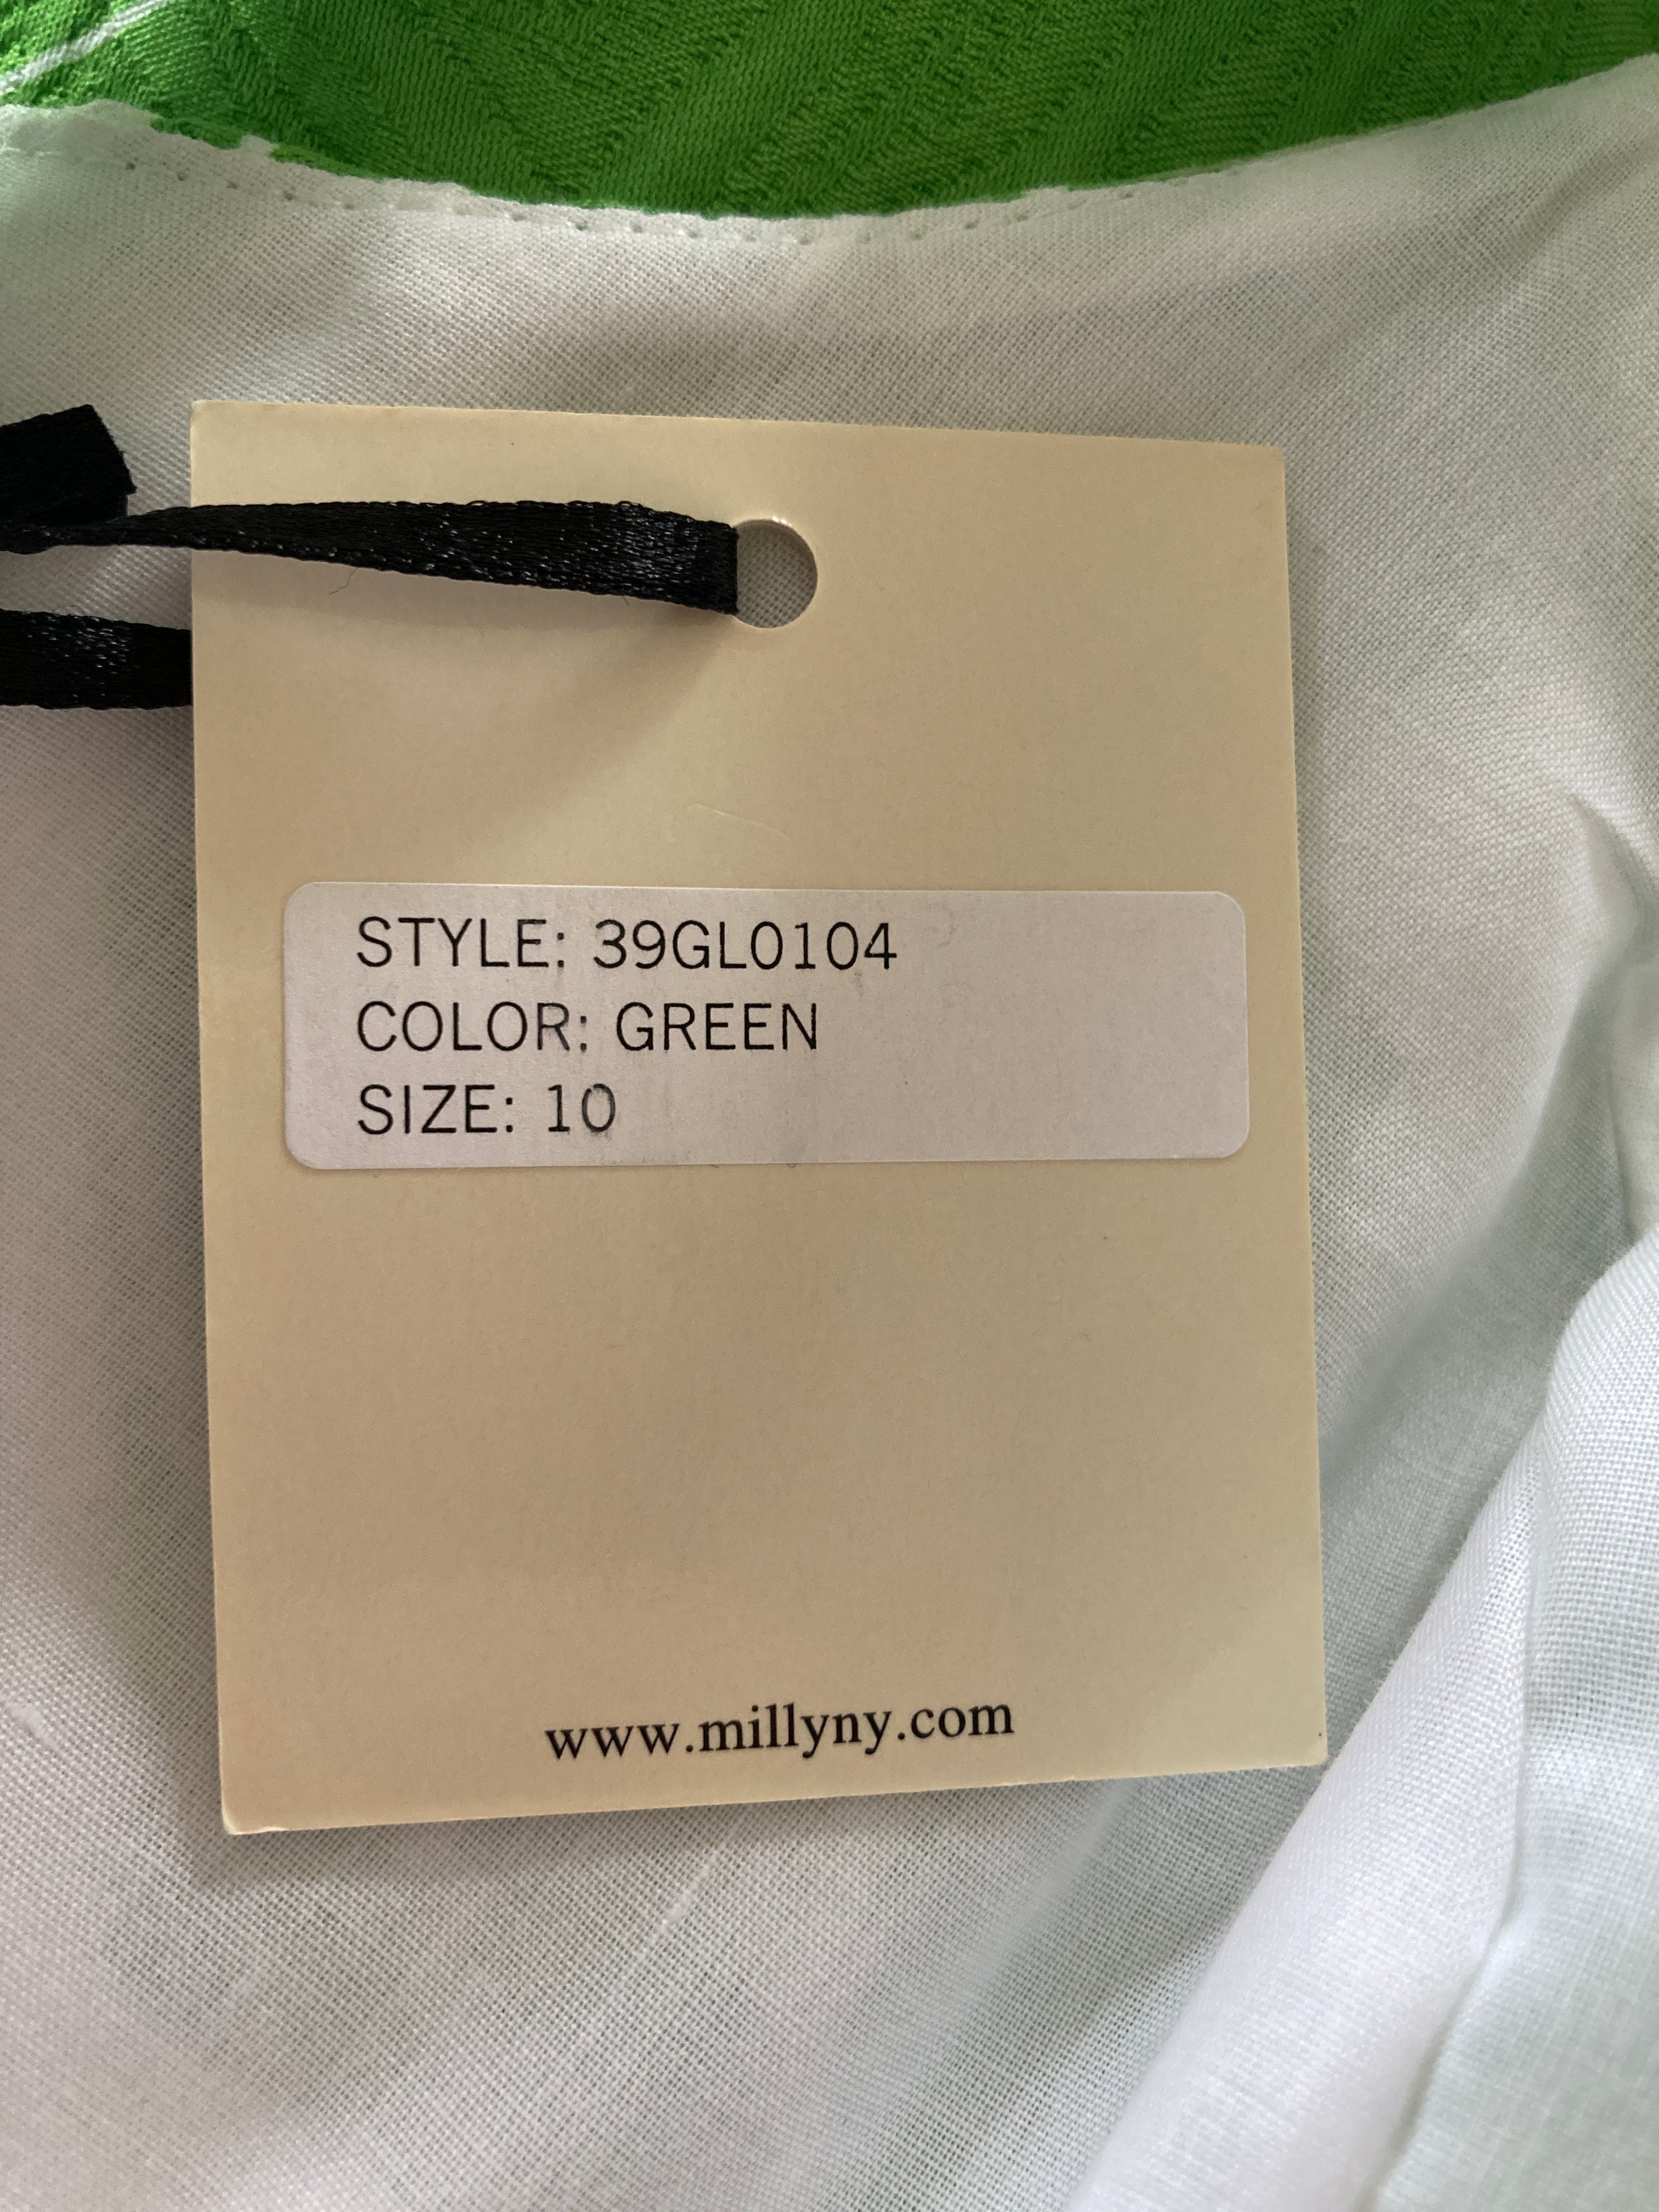 STYLE: 39GL0104
COLOR: GREEN
SIZE: 10
www.millyny.com